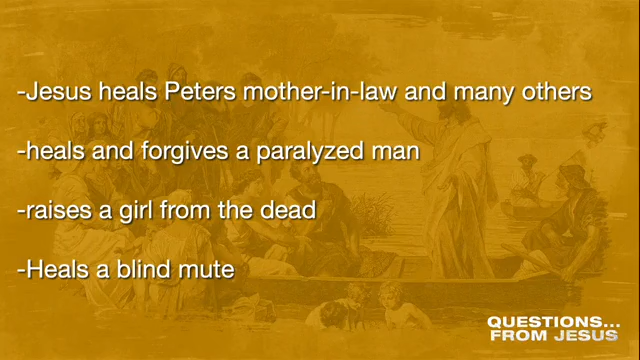 -Jesus heals Peters mother-in-law and many others
-heals and forgives a paralyzed man
-raises a girl from the dead
-Heals a blind mute
QUESTIONS...
FROM JESUS